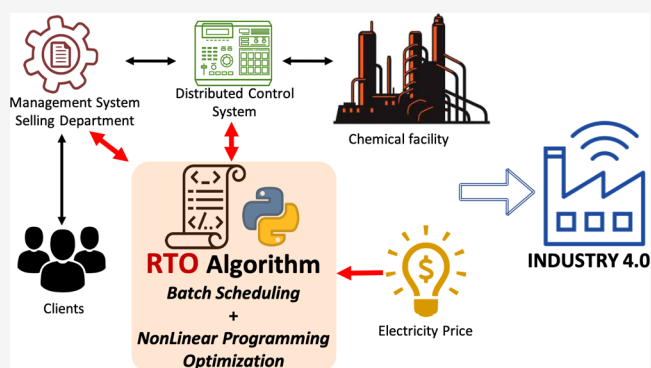 Management System
Selling Department
Distributed Control
System
Chemical facility
Clients
<_>
</..>
RTO Algorithm
Batch Scheduling
+
NonLinear Programming
Optimization
$
Electricity Price
INDUSTRY 4.0